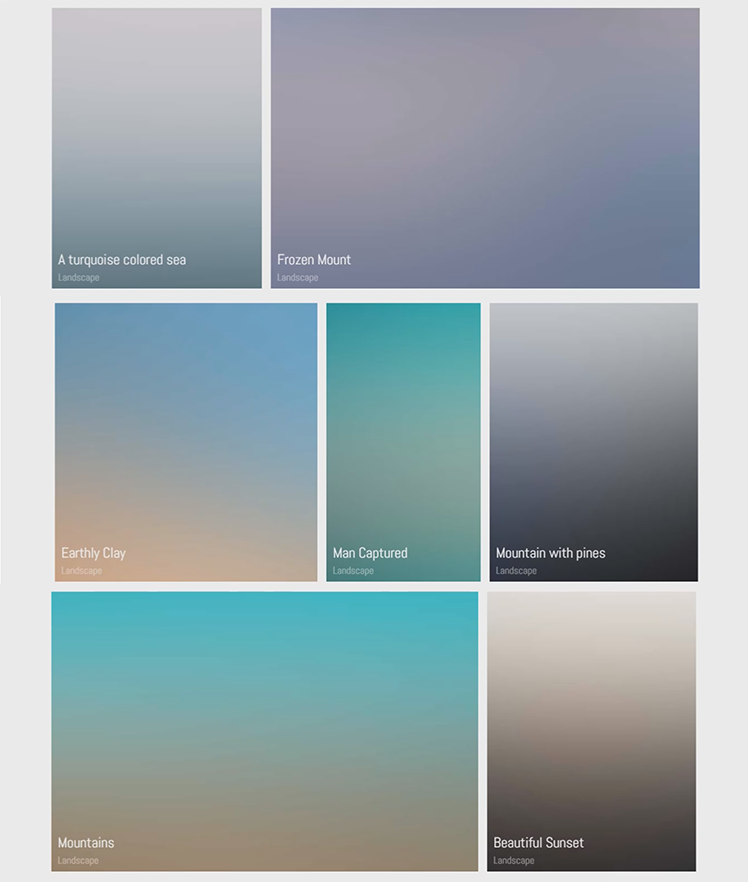 A turquoise colored sea
Landscape
Frozen Mount
Landscape
Earthly Clay
Landscape
Man Captured
Landscape
Mountain with pines
Landscape
Mountains
Landscape
Beautiful Sunset
Landscape